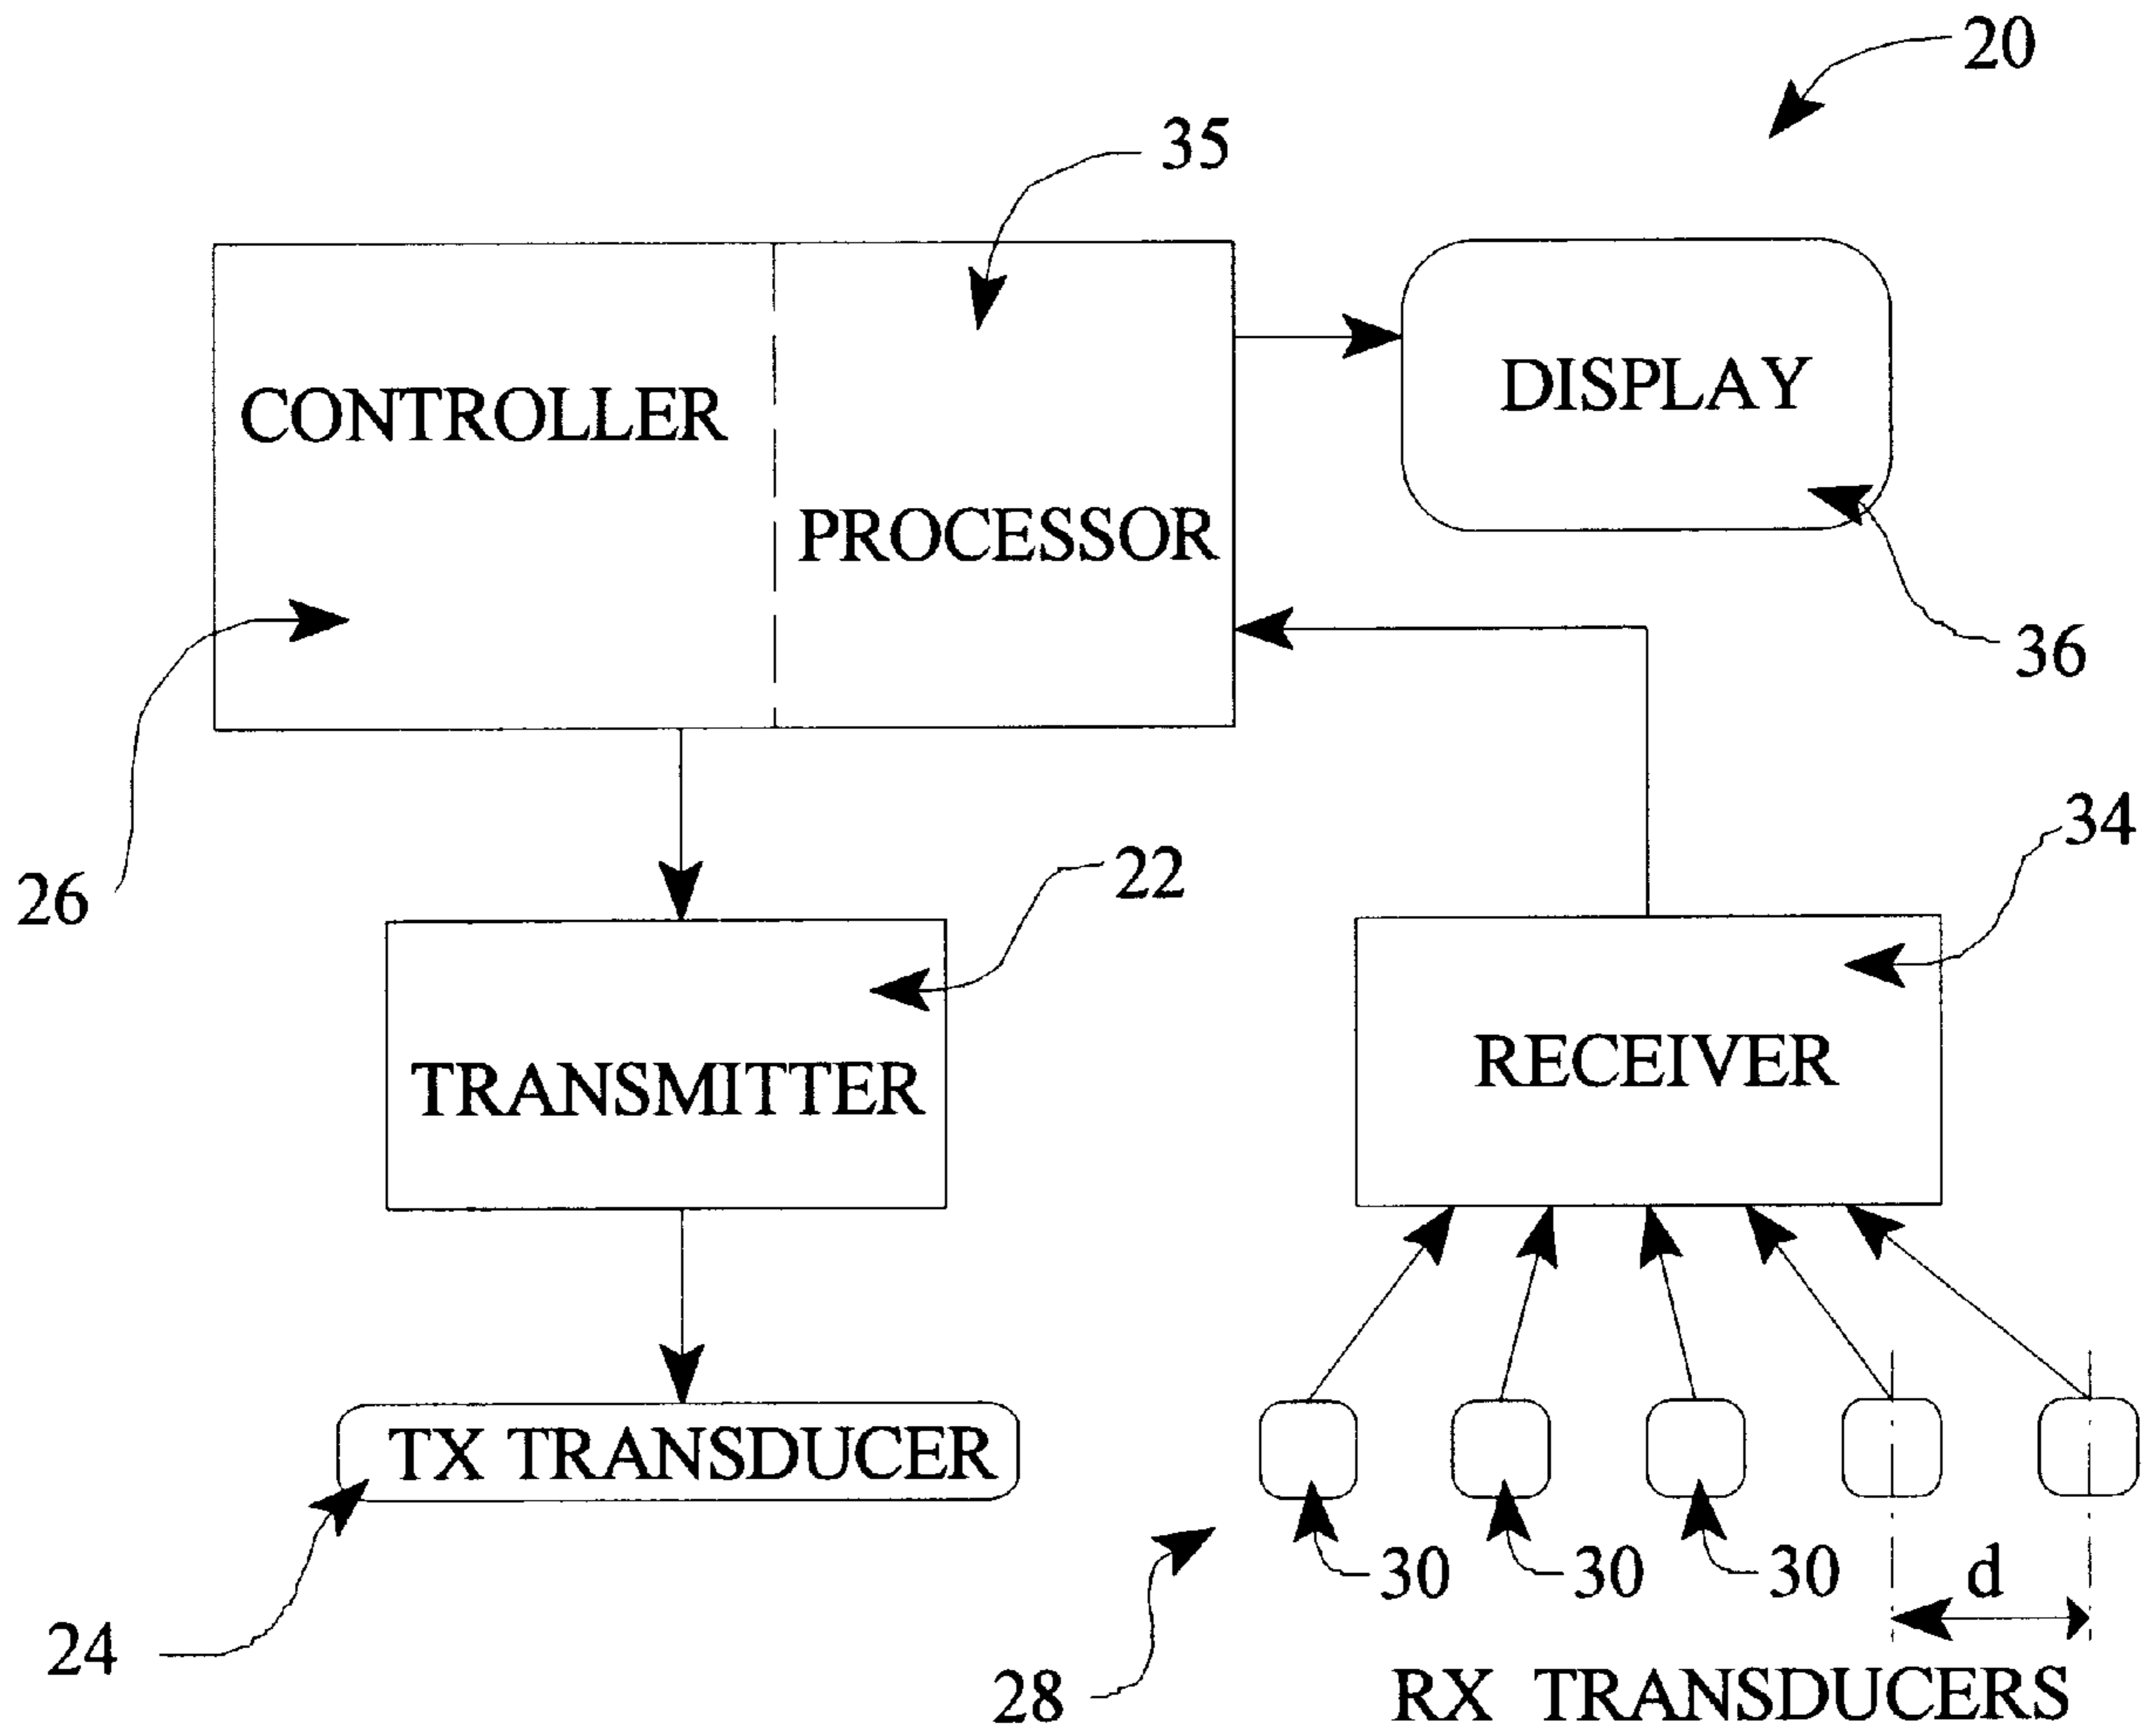 20
35
CONTROLLER
PROCESSOR
DISPLAY
36
26
22
34
TRANSMITTER
RECEIVER
TX TRANSDUCER
24
28
30
30
30
d
RX TRANSDUCERS